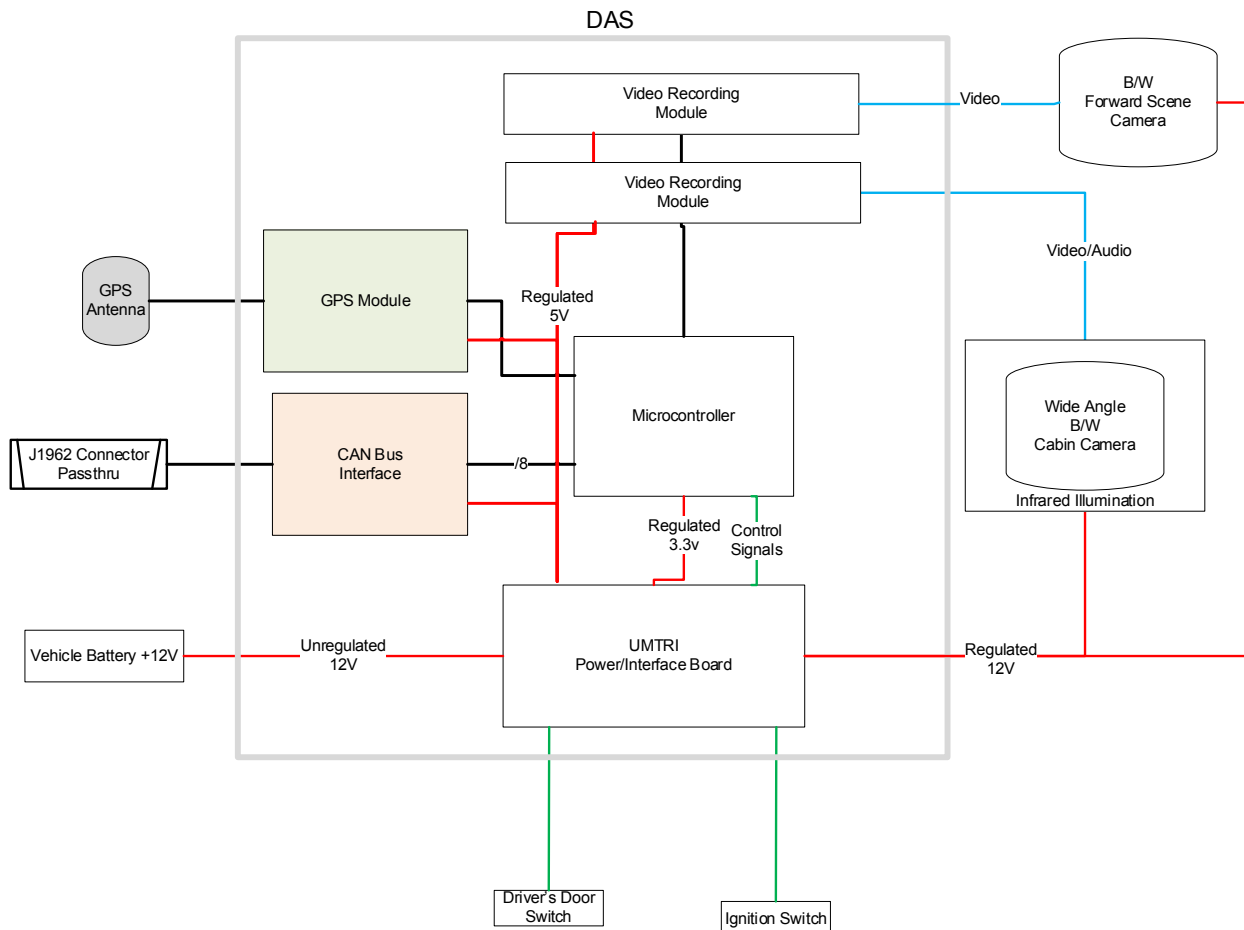 DAS
Video Recording
Module
Video
B/W
Forward Scene
Camera
Video Recording
Module
Video/Audio
GPS
Antenna
GPS Module
Regulated
5V
Microcontroller
Wide Angle
B/W
Cabin Camera
Infrared Illumination
J1962 Connector
Passthru
CAN Bus
Interface
/8
Regulated
3.3v
Control
Signals
Vehicle Battery +12V
Unregulated
12V
UMTRI
Power/Interface Board
Regulated
12V
Driver's Door
Switch
Ignition Switch